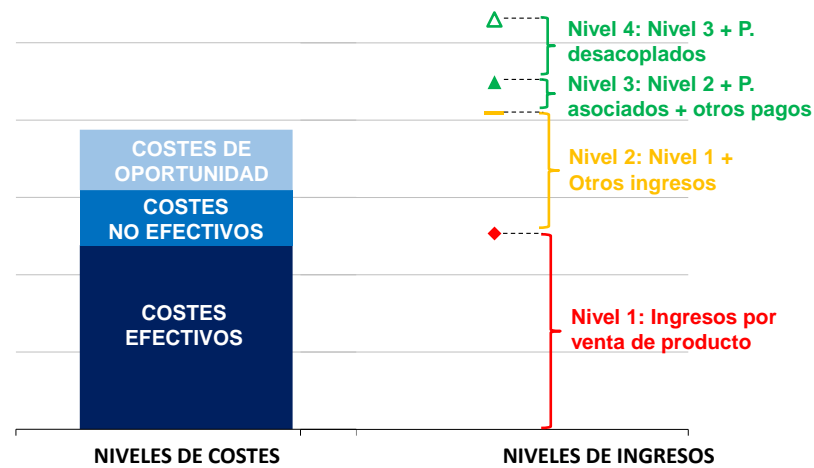 Nivel 4: Nivel 3 + P.
desacoplados
Nivel 3: Nivel 2 + P.
asociados + otros pagos
COSTES DE
OPORTUNIDAD
Nivel 2: Nivel 1 +
Otros ingresos
COSTES
NO EFECTIVOS
COSTES
EFECTIVOS
Nivel 1: Ingresos por
venta de producto
NIVELES DE COSTES
NIVELES DE INGRESOS